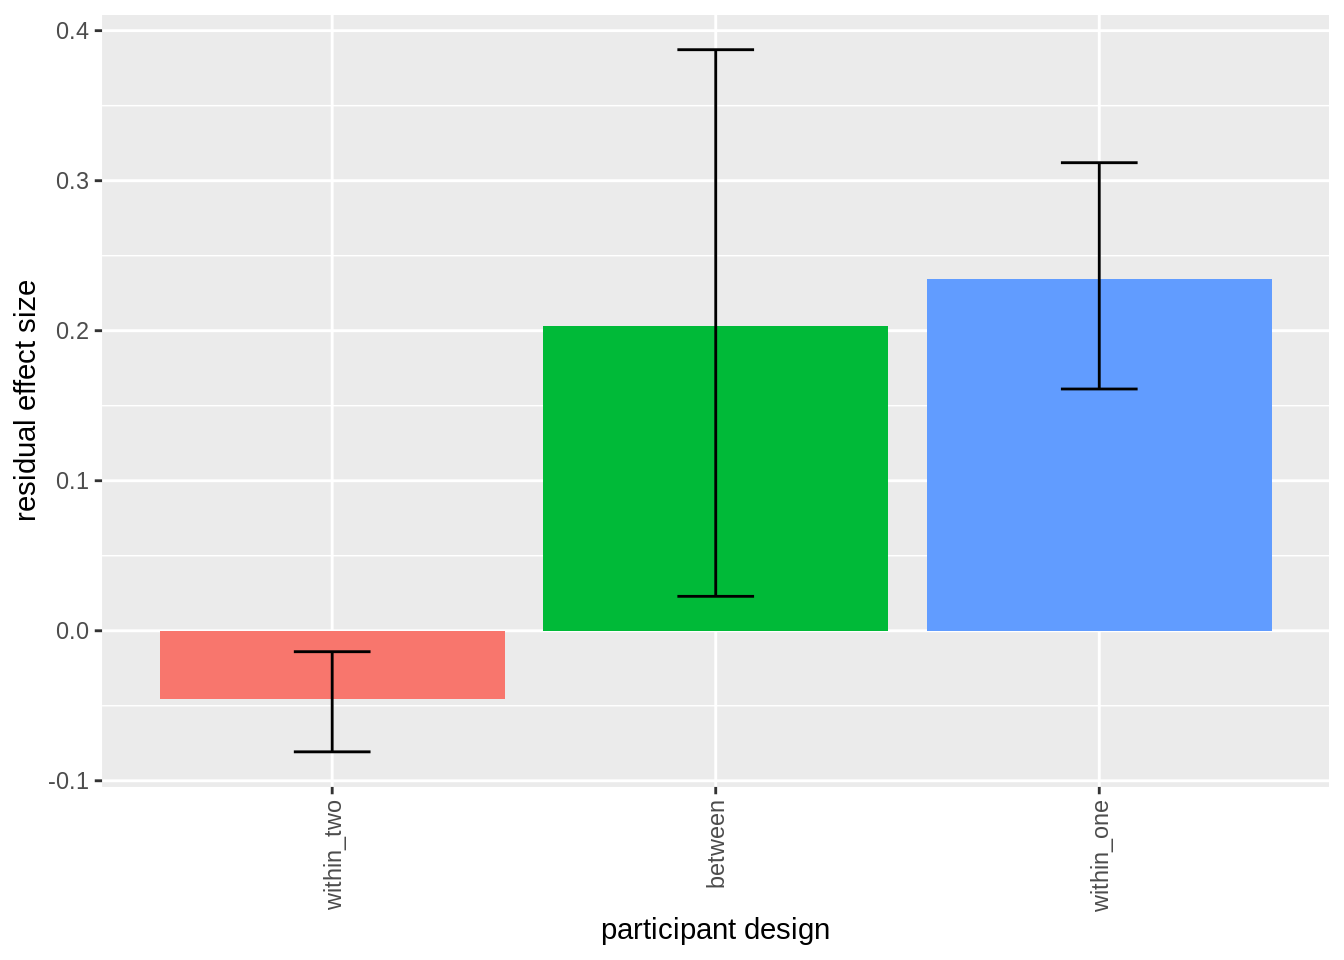 0.4
0.3
0.2
0.1
0.0
-0.1
residual effect size
within_two
between
within_one
participant design